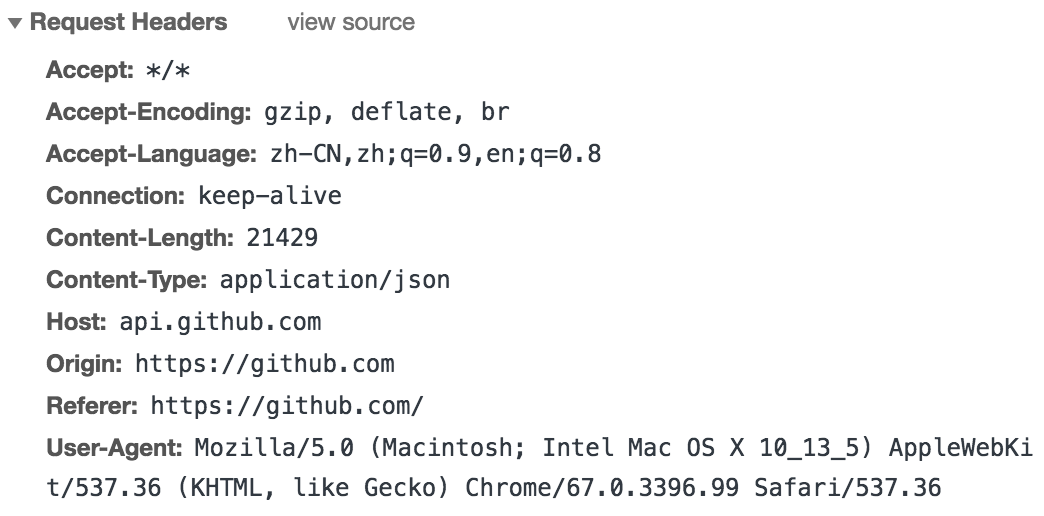 ▼ Request Headers view source
Accept: */*
Accept-Encoding: gzip, deflate, br
Accept-Language: zh-CN,zh;q=0.9,en;q=0.8
Connection: keep-alive
Content-Length: 21429
Content-Type: application/json
Host: api.github.com
Origin: https://github.com
Referer: https://github.com/
User-Agent: Mozilla/5.0 (Macintosh; Intel Mac OS X 10_13_5) AppleWebKi
t/537.36 (KHTML, like Gecko) Chrome/67.0.3396.99 Safari/537.36